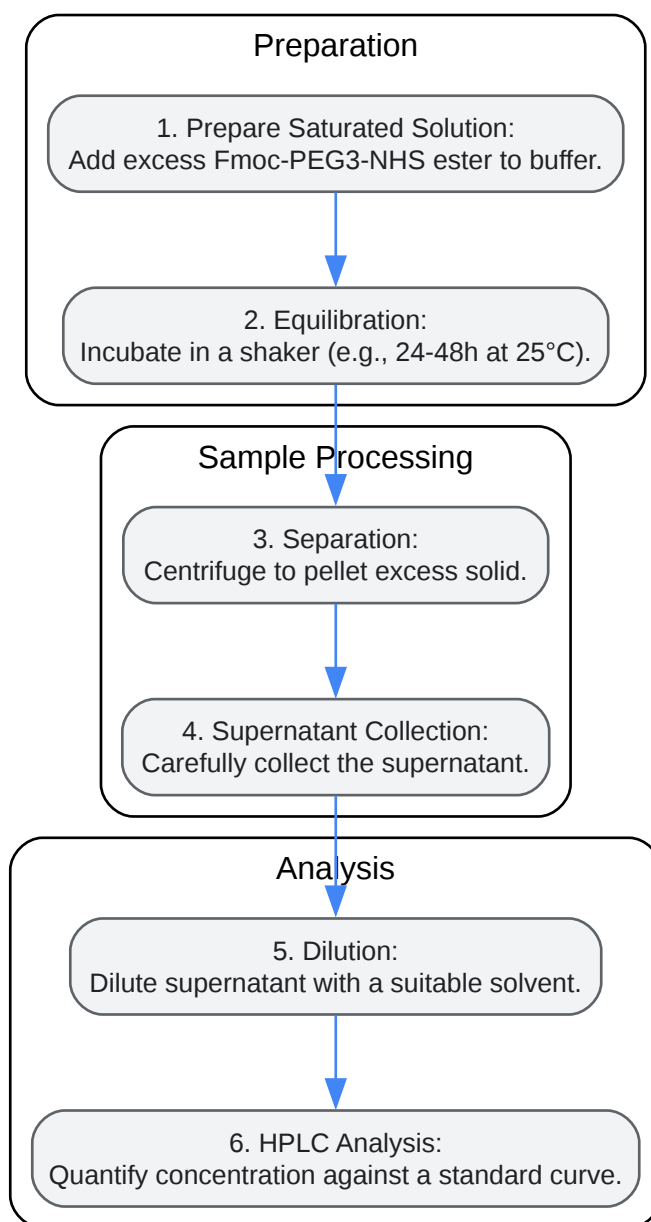 Preparation
1. Prepare Saturated Solution:
Add excess Fmoc-PEG3-NHS ester to buffer.
2. Equilibration:
Incubate in a shaker (e.g., 24-48h at 25°C).
Sample Processing
3. Separation:
Centrifuge to pellet excess solid.
4. Supernatant Collection:
Carefully collect the supernatant.
Analysis
5. Dilution:
Dilute supernatant with a suitable solvent.
6. HPLC Analysis:
Quantify concentration against a standard curve.